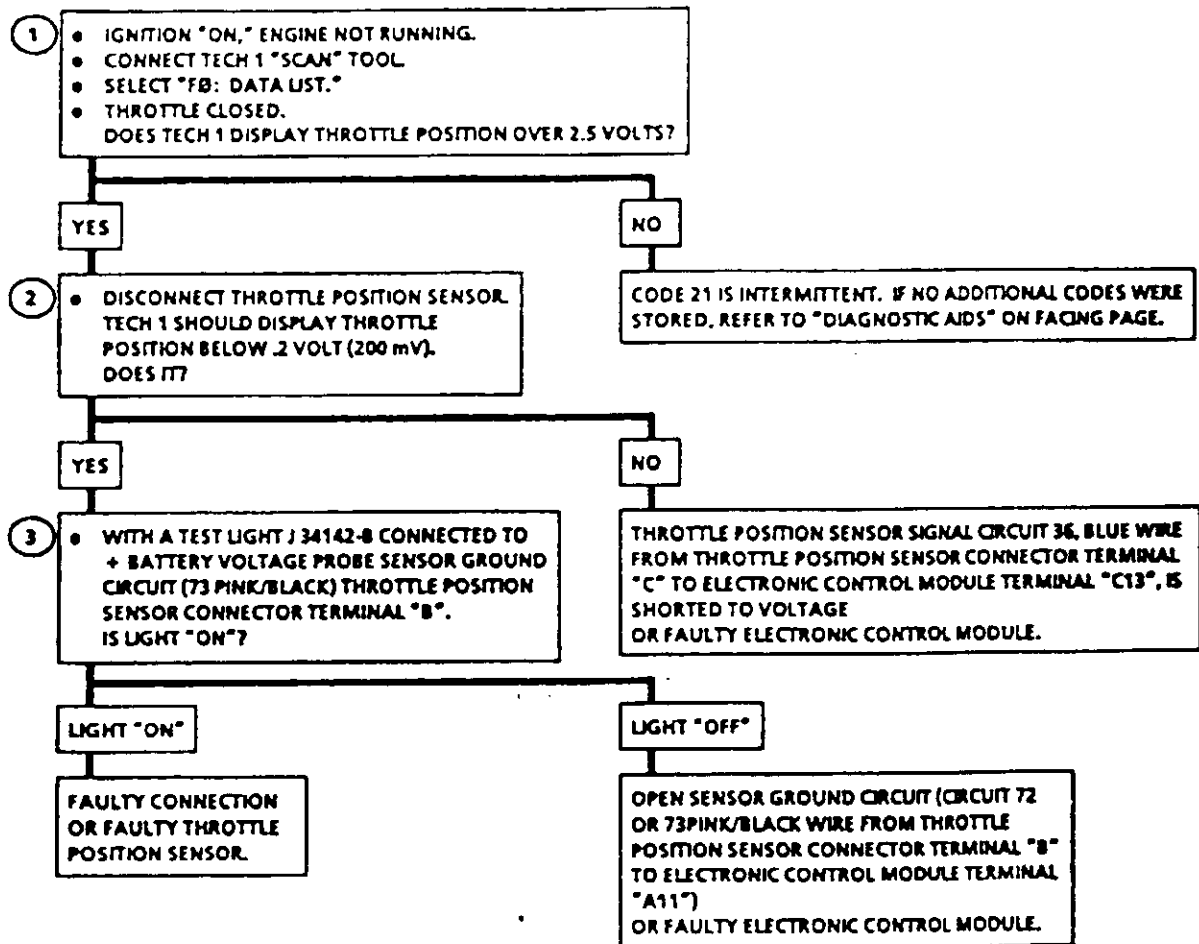 1
• IGNITION "ON," ENGINE NOT RUNNING.
• CONNECT TECH 1 "SCAN" TOOL.
• SELECT "F0: DATA LIST."
• THROTTLE CLOSED.
DOES TECH 1 DISPLAY THROTTLE POSITION OVER 2.5 VOLTS?
YES
NO
2
• DISCONNECT THROTTLE POSITION SENSOR.
TECH 1 SHOULD DISPLAY THROTTLE
POSITION BELOW .2 VOLT (200 mV).
DOES IT?
CODE 21 IS INTERMITTENT. IF NO ADDITIONAL CODES WERE
STORED, REFER TO "DIAGNOSTIC AIDS" ON FACING PAGE.
YES
NO
3
• WITH A TEST LIGHT J 34142-B CONNECTED TO
+ BATTERY VOLTAGE PROBE SENSOR GROUND
CIRCUIT (73 PINK/BLACK) THROTTLE POSITION
SENSOR CONNECTOR TERMINAL "B".
IS LIGHT "ON"?
THROTTLE POSITION SENSOR SIGNAL CIRCUIT 36, BLUE WIRE
FROM THROTTLE POSITION SENSOR CONNECTOR TERMINAL
"C" TO ELECTRONIC CONTROL MODULE TERMINAL "C13", IS
SHORTED TO VOLTAGE
OR FAULTY ELECTRONIC CONTROL MODULE.
LIGHT "ON"
LIGHT "OFF"
FAULTY CONNECTION
OR FAULTY THROTTLE
POSITION SENSOR.
OPEN SENSOR GROUND CIRCUIT (CIRCUIT 72
OR 73PINK/BLACK WIRE FROM THROTTLE
POSITION SENSOR CONNECTOR TERMINAL "B"
TO ELECTRONIC CONTROL MODULE TERMINAL
"A11")
OR FAULTY ELECTRONIC CONTROL MODULE.